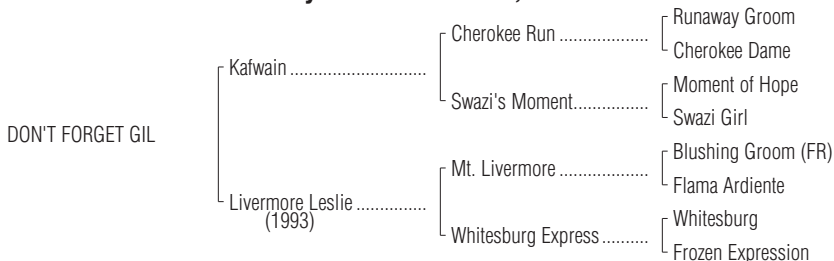 Runaway Groom
Cherokee Run ...................
Cherokee Dame
Kafwain .............................
Moment of Hope
Swazi's Moment................
Swazi Girl
DON'T FORGET GIL
Blushing Groom (FR)
Mt. Livermore ...................
Flama Ardiente
Livermore Leslie ...............
(1993)
Whitesburg
Whitesburg Express..........
Frozen Expression